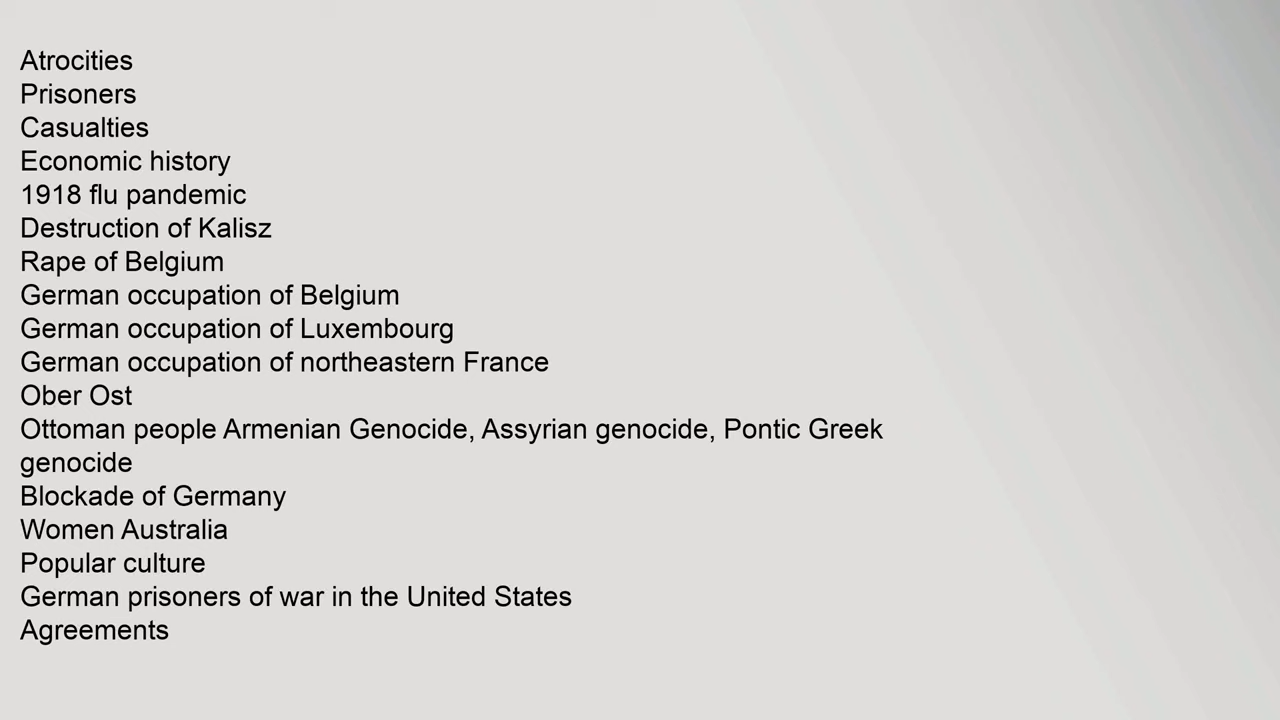 Atrocities
Prisoners
Casualties
Economic history
1918 flu pandemic
Destruction of Kalisz
Rape of Belgium
German occupation of Belgium
German occupation of Luxembourg
German occupation of northeastern France
Ober Ost
Ottoman people Armenian Genocide, Assyrian genocide, Pontic Greek
genocide
Blockade of Germany
Women Australia
Popular culture
German prisoners of war in the United States
Agreements